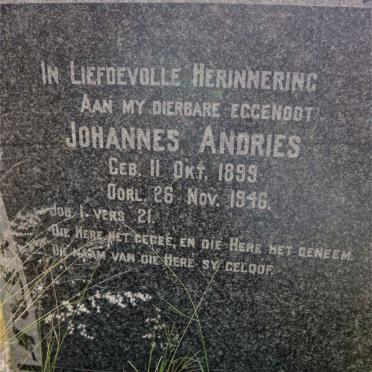 IN LIEFDEVOLLE HERINNERING
AAN MY DIERBARE EGGENOOT
JOHANNES ANDRIES
GEB. 11 OKT. 1899
OORL. 26 NOV. 1946.
JOB. 1. VERS 21.
DIE HERE HET GEGEE, EN DIE HERE HET GENEEM.
DIE NAAM VAN DIE HERE SY GELOOF.